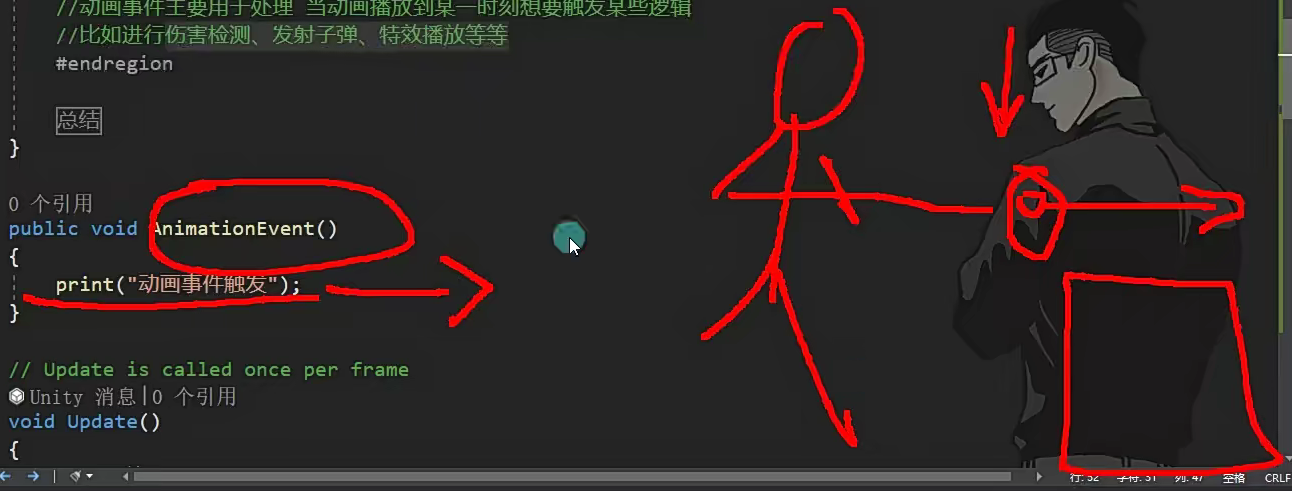 //动画事件主要用于处理 当动画播放到某一时刻想要触发某些逻辑
//比如进行伤害检测、发射子弹、特效播放等等
#endregion
总结
}
0 个引用
public void AnimationEvent()
{
print("动画事件触发");
}
// Update is called once per frame
Unity 消息|0 个引用
void Update()
{
行: 52 字符: 31 列: 47 空格 CRLF